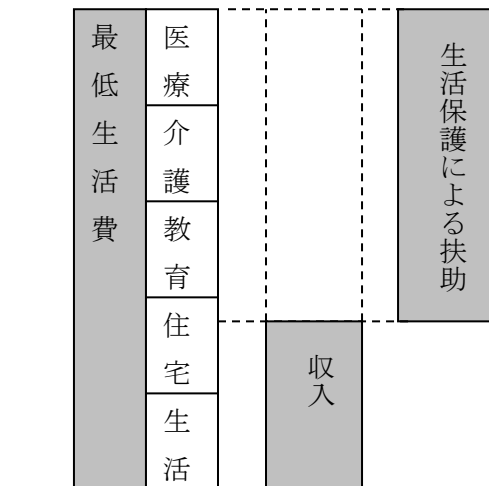 最低生活費
医療
介護
教育
住宅
生活
収入
生活保護による扶助